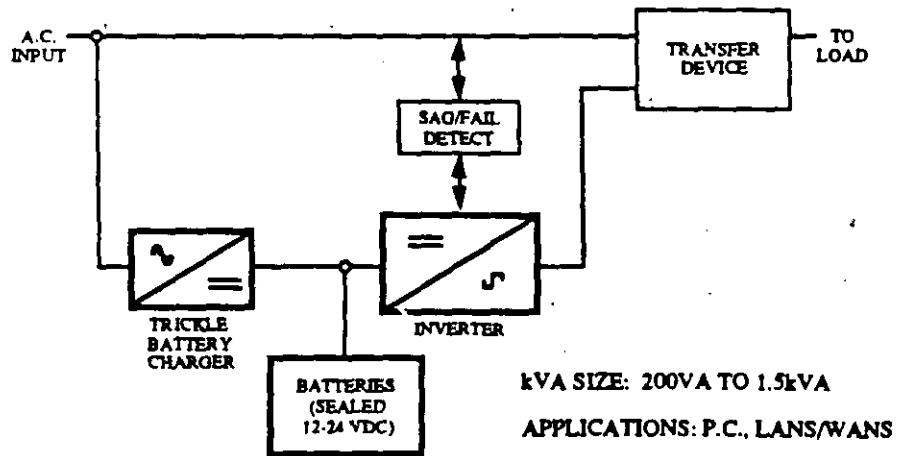 A.C.
INPUT
TRANSFER
DEVICE
TO
LOAD
SAG/FAIL
DETECT
TRICKLE
BATTERY
CHARGER
INVERTER
BATTERIES
(SEALED
12-24 VDC)
kVA SIZE: 200VA TO 1.5kVA
APPLICATIONS: P.C., LANS/WANS